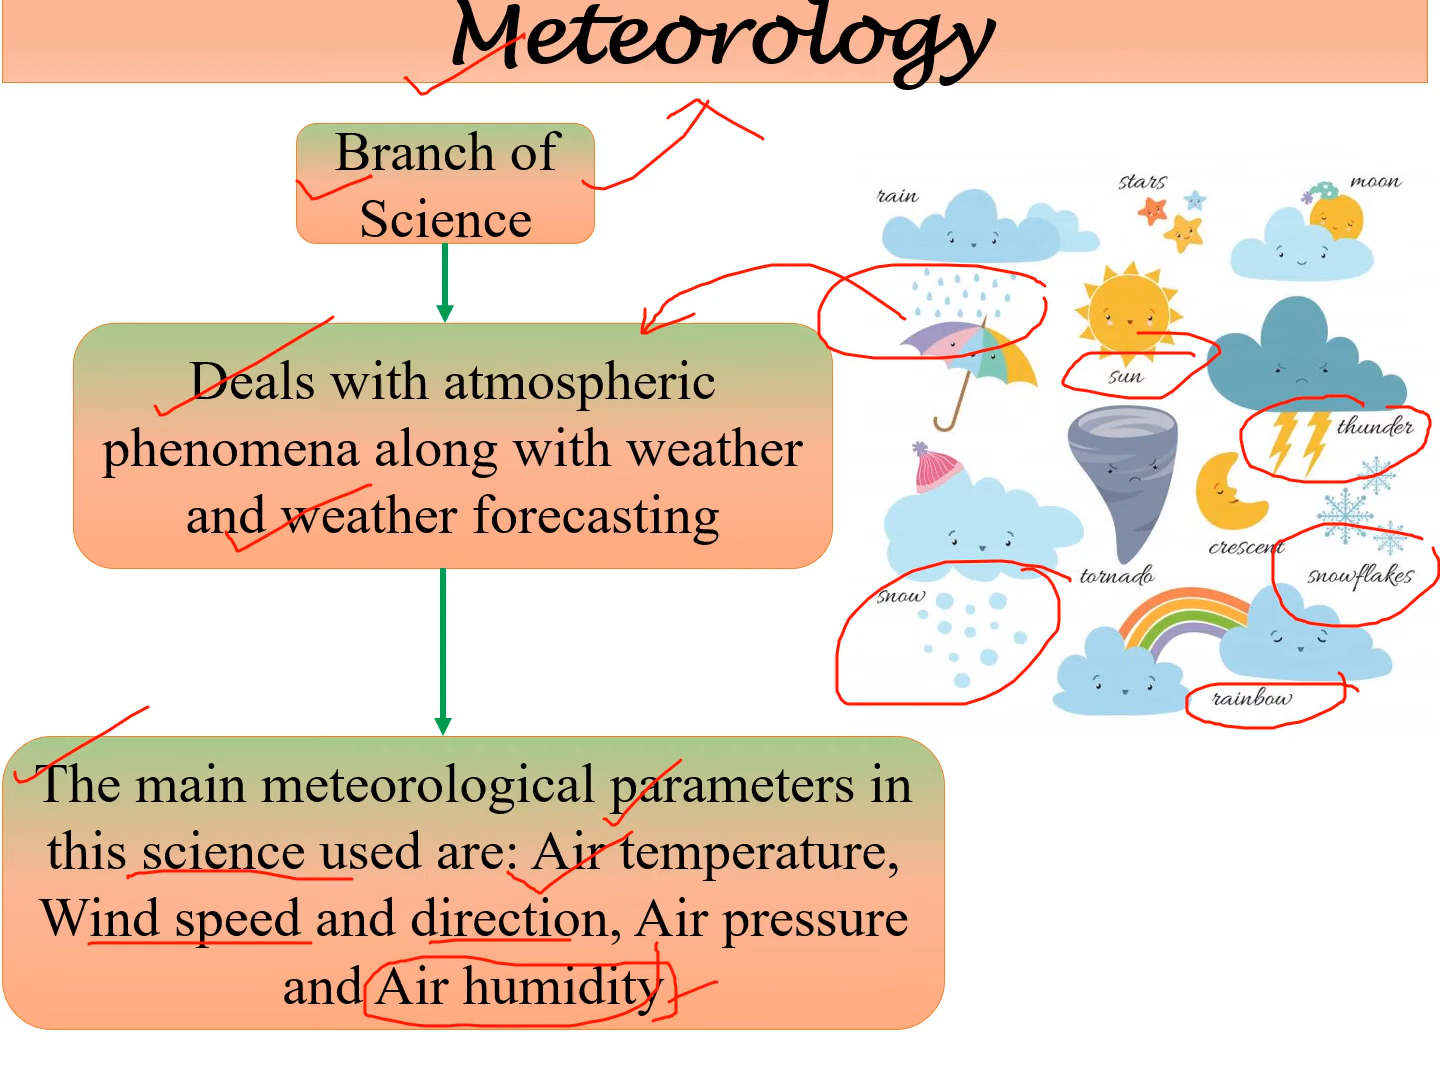 Meteorology
Branch of
Science
Deals with atmospheric
phenomena along with weather
and weather forecasting
The main meteorological parameters in
this science used are: Air temperature,
Wind speed and direction, Air pressure
and Air humidity
rain
stars
moon
sun
thunder
crescent
snowflakes
tornado
snow
rainbow